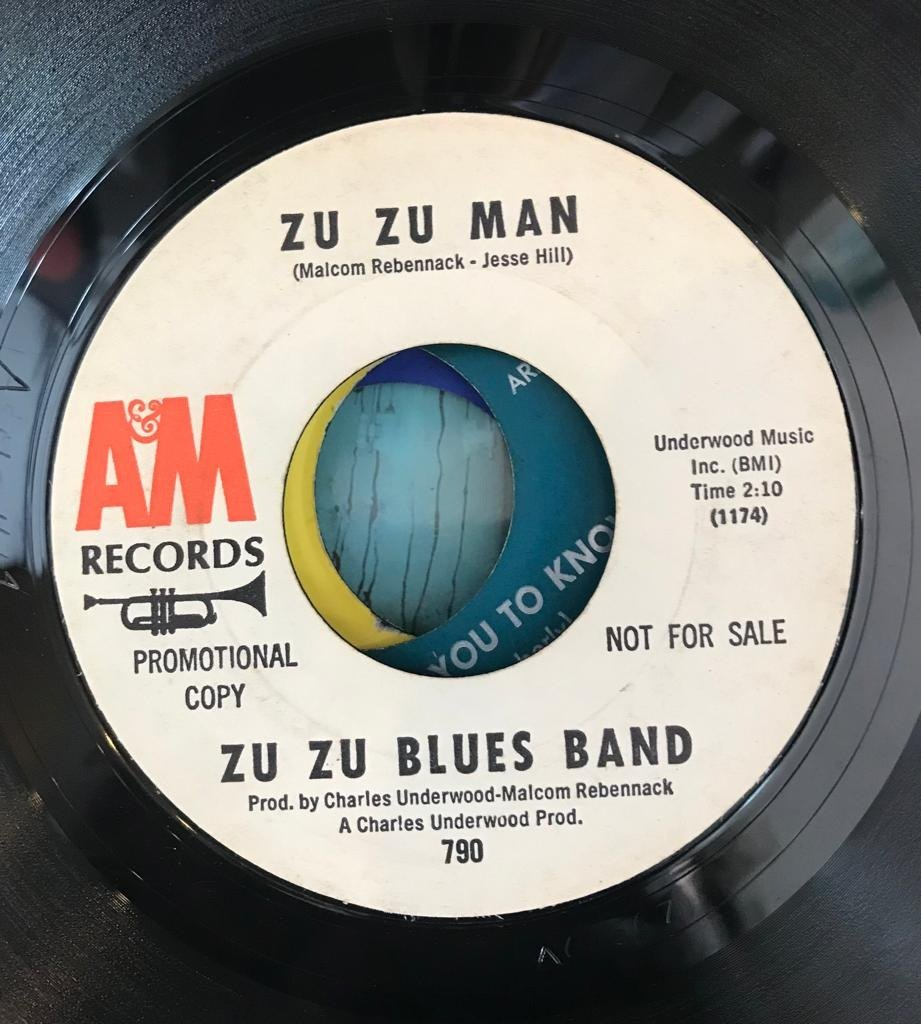 ZU ZU MAN
(Malcom Rebennack - Jesse Hill)
A&M
RECORDS
PROMOTIONAL
COPY
Underwood Music
Inc. (BMI)
Time 2:10
(1174)
NOT FOR SALE
AR
YOU TO KNO
ZU ZU BLUES BAND
Prod. by Charles Underwood-Malcom Rebennack
A Charles Underwood Prod.
790